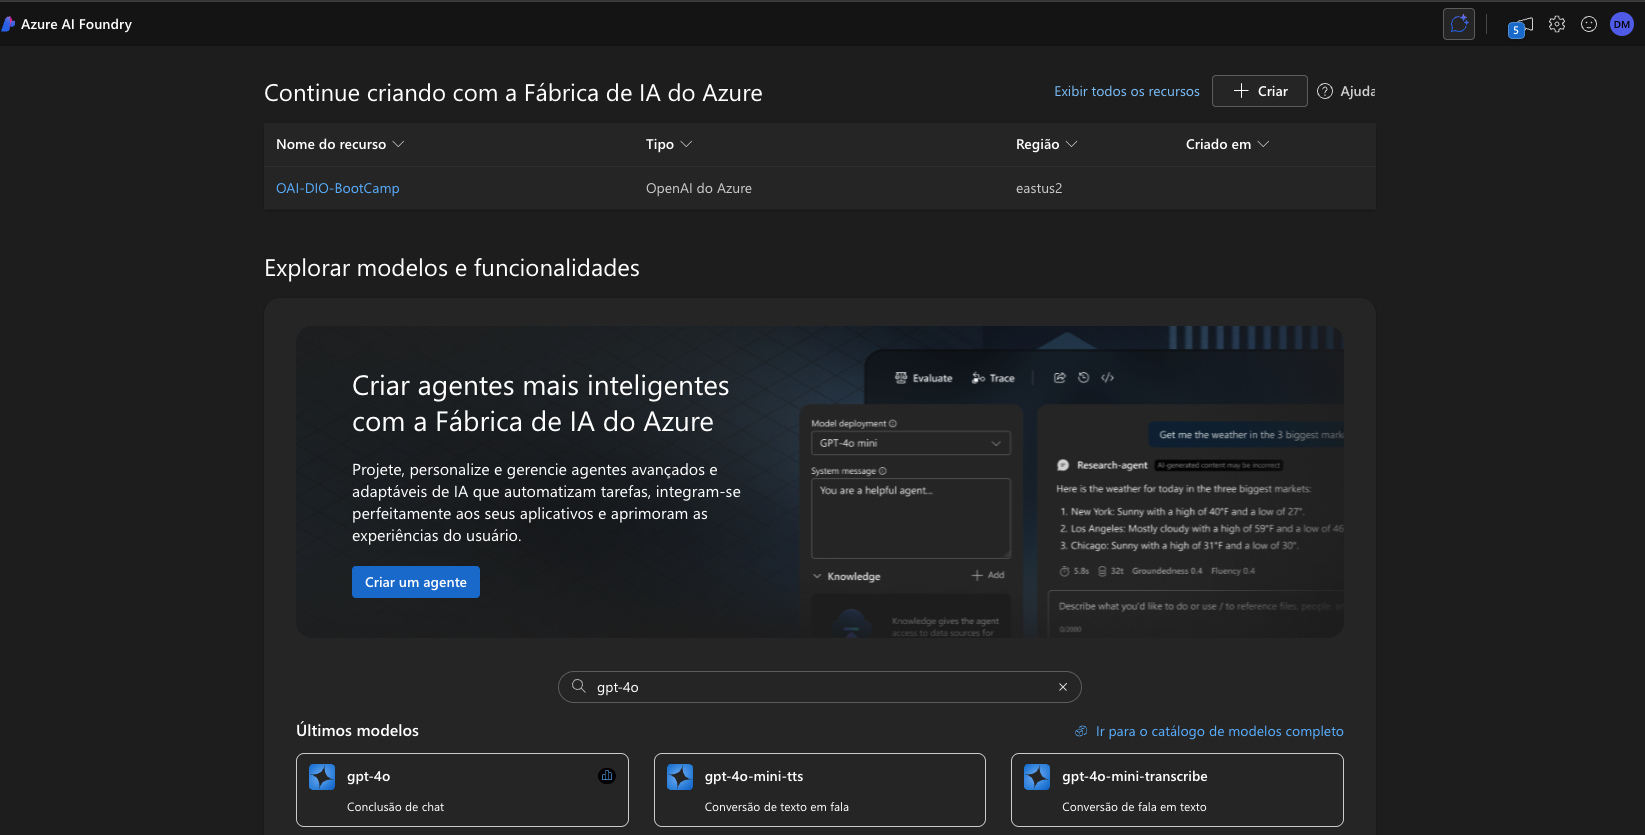 Azure AI Foundry
5
DM
Continue criando com a Fábrica de IA do Azure
Exibir todos os recursos
Criar
Ajuda
Nome do recurso
Tipo
Região
Criado em
OAI-DIO-BootCamp
OpenAI do Azure
eastus2
Explorar modelos e funcionalidades
Criar agentes mais inteligentes
com a Fábrica de IA do Azure
Projete, personalize e gerencie agentes avançados e
adaptáveis de IA que automatizam tarefas, integram-se
perfeitamente aos seus aplicativos e aprimoram as
experiências do usuário.
Criar um agente
Evaluate
Trace
Model deployment
GPT-4o mini
System message
You are a helpful agent...
Knowledge
Add
Knowledge gives the agent
access to data sources for
Get me the weather in the 3 biggest
Research-agent
AI-generated content may be incorrect
Here is the weather for today in the three biggest markets:
1. New York: Sunny with a high of 40°F and a low of 27°.
2. Los Angeles: Mostly cloudy with a high of 59°F and a low of 46
3. Chicago: Sunny with a high of 31°F and a low of 30°.
5.8s
32t
Groundedness 0.4
Fluency 0.4
Describe what you'd like to do or use / to reference files, people,
0/2000
gpt-4o
Últimos modelos
Ir para o catálogo de modelos completo
gpt-4o
Conclusão de chat
gpt-4o-mini-tts
Conversão de texto em fala
gpt-4o-mini-transcribe
Conversão de fala em texto